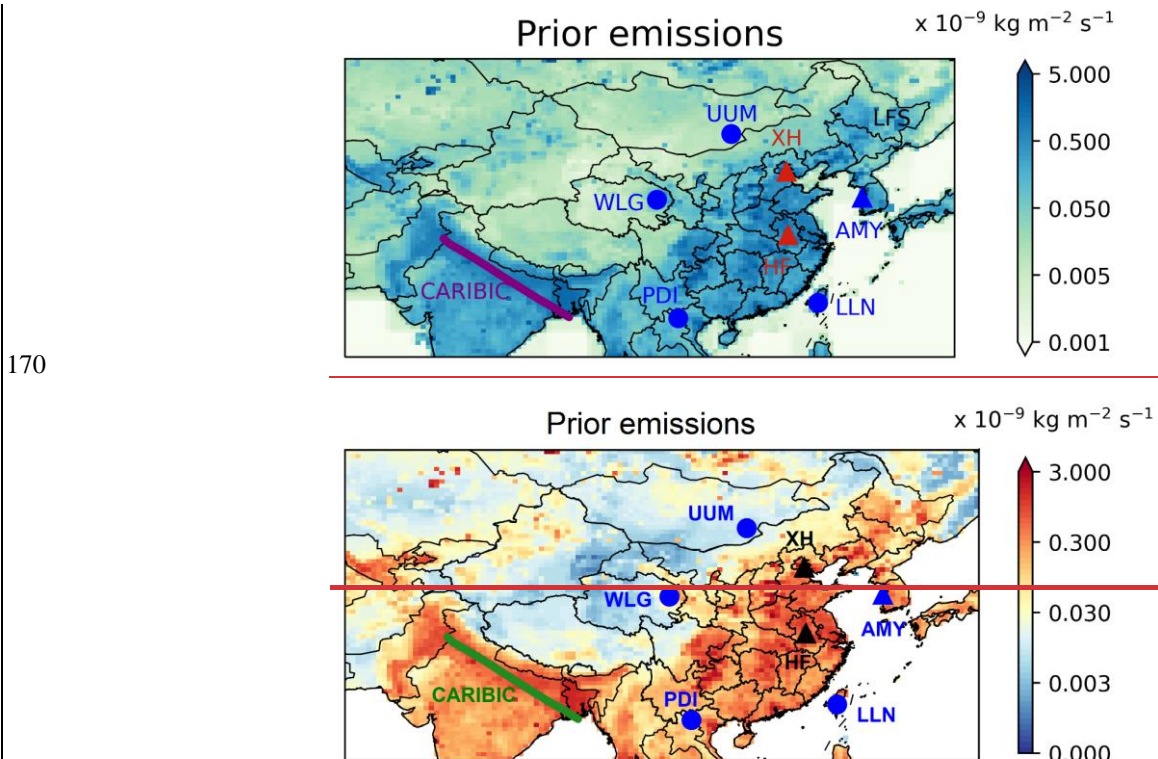 Prior emissions
x 10⁻⁹ kg m⁻² s⁻¹
5.000
UUM
LFS
XH
0.500
WLG
0.050
AMY
HF
CARIBIC
0.005
PDI
LLN
0.001
170
Prior emissions
x 10⁻⁹ kg m⁻² s⁻¹
3.000
UUM
XH
0.300
WLG
0.030
AMY
HF
0.003
CARIBIC
PDI
LLN
0.000